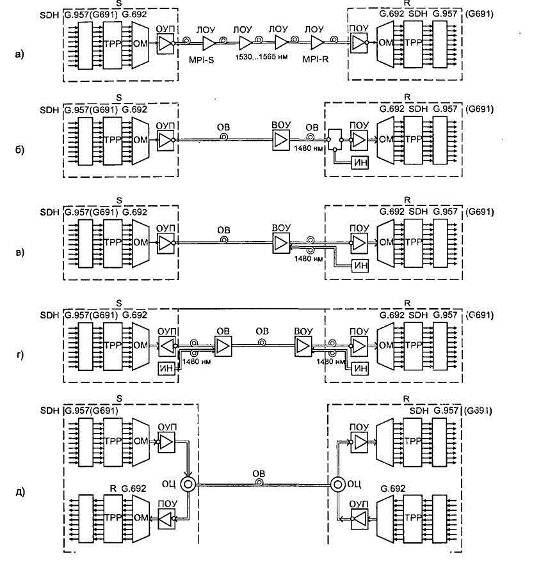 S R
SDH G.957(G691) G.692 G.692 SDH G.957 (G691)
ОУП ЛОУ ЛОУ ЛОУ ЛОУ ПОУ
ТРР ОМ ОМ ТРР
MPI-S 1530...1565 нм MPI-R
а)
S R
SDH G.957(G691) G.692 G.692 SDH G.957 (G691)
ОУП ОВ ВОУ ОВ ПОУ
ТРР ОМ ОМ ТРР
1480 нм
ИН
б)
S R
SDH G.957(G691) G.692 G.692 SDH G.957 (G691)
ОУП ОВ ВОУ ПОУ
ТРР ОМ ОМ ТРР
1480 нм
ИН
в)
S R
SDH G.957(G691) G.692 G.692 SDH G.957 (G691)
ОУП ОВ ОВ ВОУ ПОУ
ТРР ОМ ОМ ТРР
г)
1480 нм 1480 нм
ИН ИН
S R
SDH G.957(G691) SDH G.957 (G691)
ОУП ПОУ
ТРР ОМ ОМ ТРР
ОВ
ОЦ ОЦ
д)
R G.692 G.692
ПОУ ОУП
ТРР ОМ ОМ ТРР